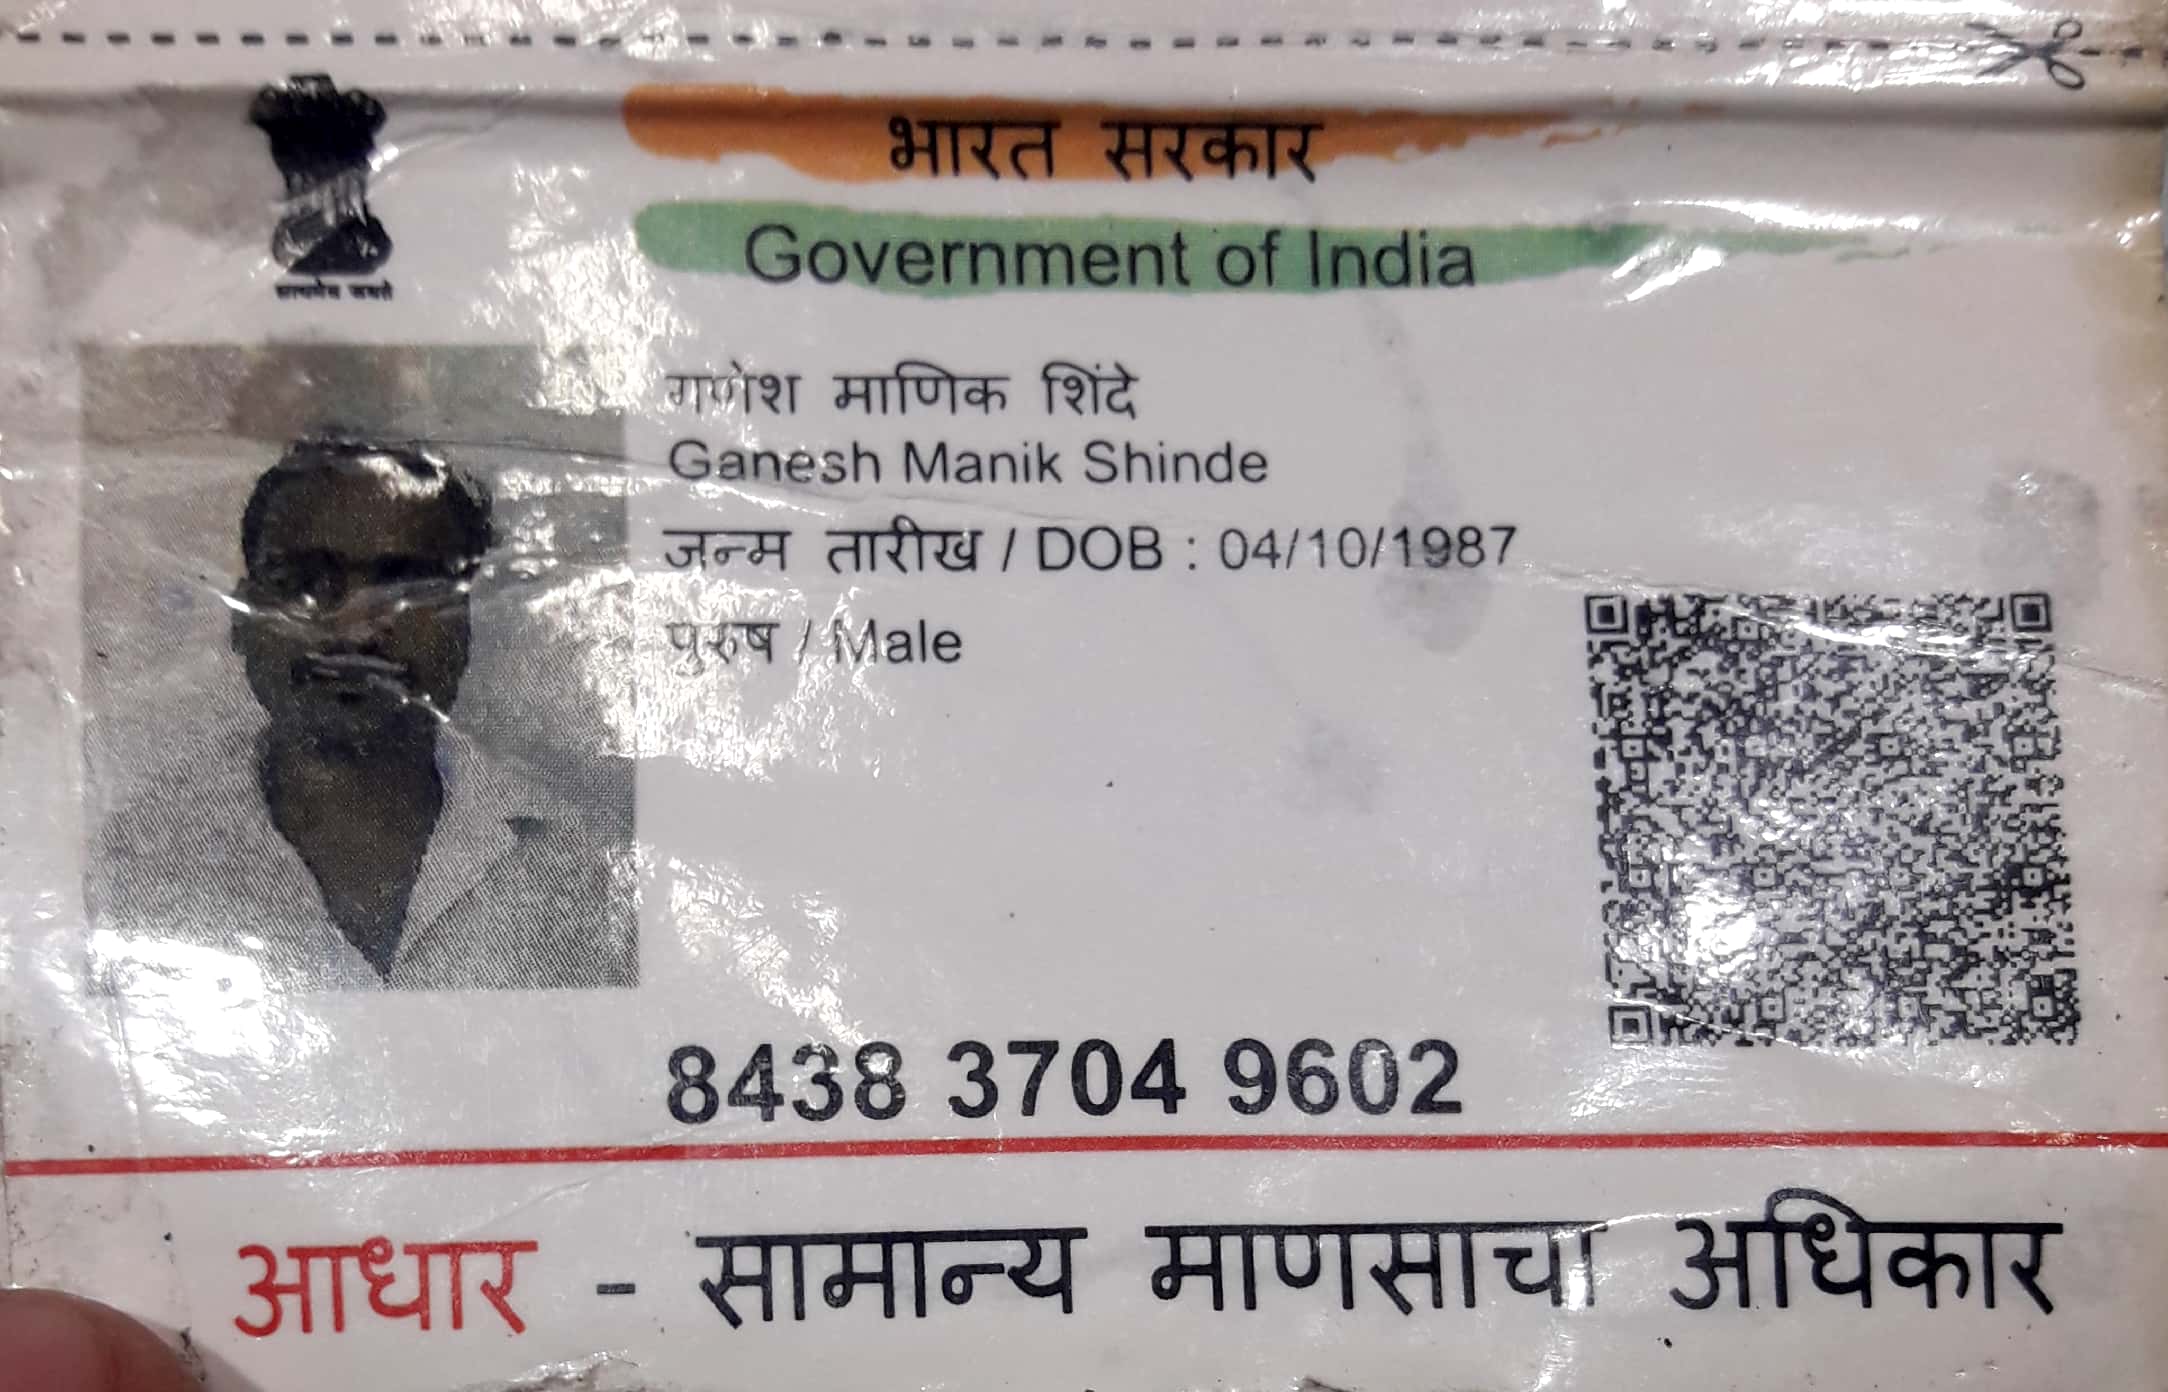 भारत सरकार
Government of India
सत्यमेव जयते
गणेश माणिक शिंदे
Ganesh Manik Shinde
जन्म तारीख / DOB : 04/10/1987
पुरुष / Male
8438 3704 9602
आधार - सामान्य माणसाचा अधिकार